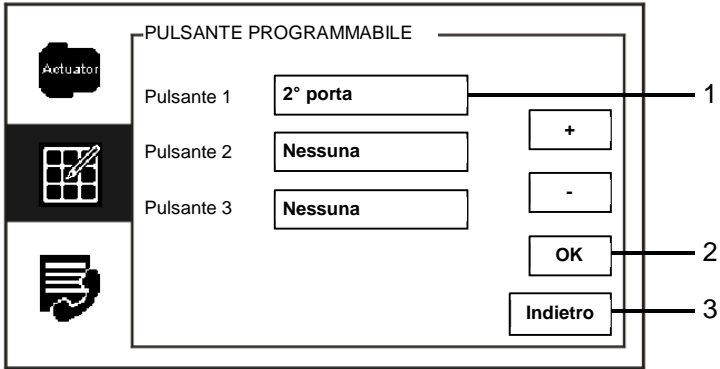 PULSANTE PROGRAMMABILE
Actuator
Pulsante 1 2° porta 1
+
Pulsante 2 Nessuna
-
Pulsante 3 Nessuna
OK 2
Indietro 3